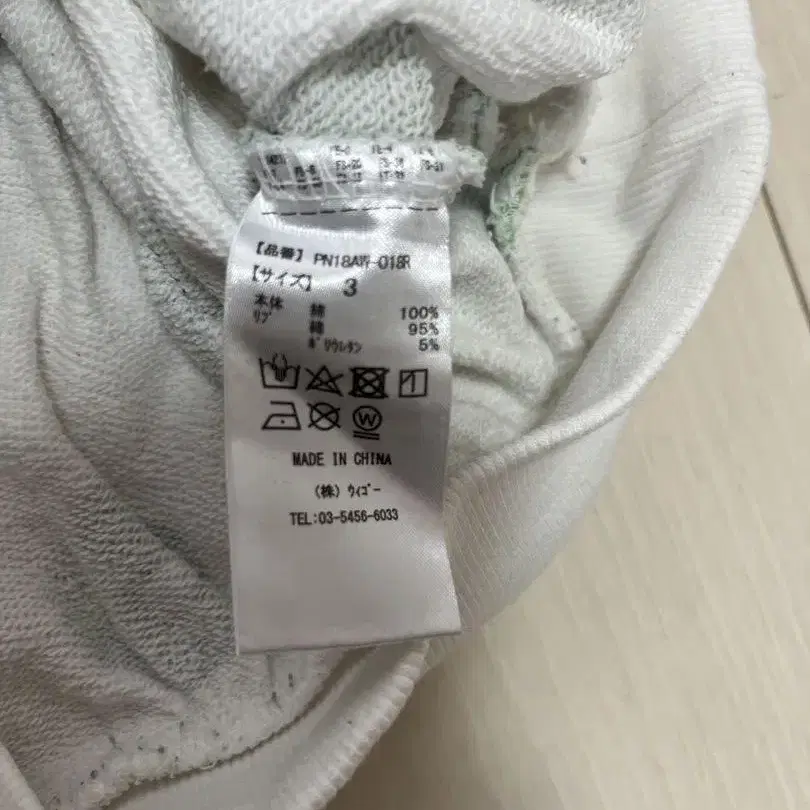 【品番】 PN18AW-018R
【サイズ】 3
本体 綿 100%
リブ 綿 95%
ポリウレタン 5%
W
MADE IN CHINA
(株) ウィゴー
TEL:03-5456-6033